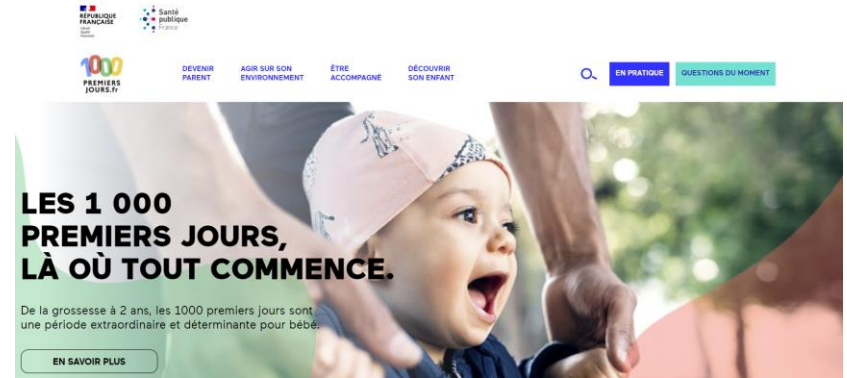 RÉPUBLIQUE
FRANÇAISE
Santé
publique
France
1000
PREMIERS
JOURS.fr
DEVENIR
PARENT
AGIR SUR SON
ENVIRONNEMENT
ÊTRE
ACCOMPAGNÉ
DÉCOUVRIR
SON ENFANT
EN PRATIQUE
QUESTIONS DU MOMENT
LES 1 000
PREMIERS JOURS,
LÀ OÙ TOUT COMMENCE.
De la grossesse à 2 ans, les 1000 premiers jours sont
une période extraordinaire et déterminante pour bébé.
EN SAVOIR PLUS